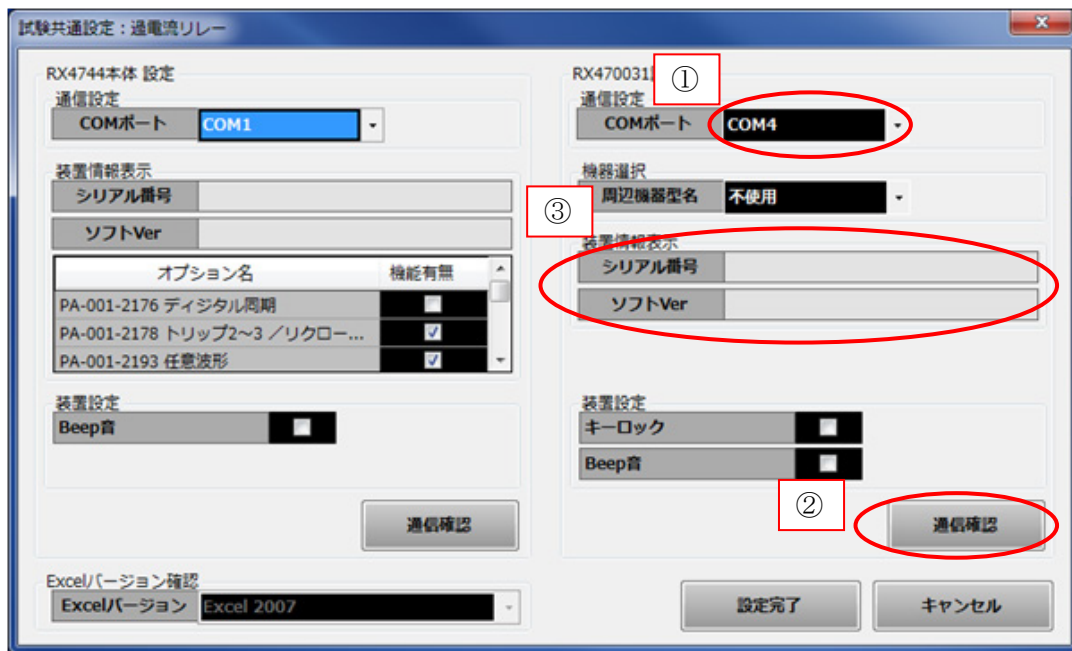 試験共通設定:過電流リレー
RX4744本体 設定
通信設定
COMポート COM1
装置情報表示
シリアル番号
ソフトVer
オプション名 機能有無
PA-001-2176 ディジタル同期
PA-001-2178 トリップ2~3 /リクロー...
PA-001-2193 任意波形
装置設定
Beep音
通信確認
Excelバージョン確認
Excelバージョン Excel 2007
RX470031
①
通信設定
COMポート COM4
機器選択
周辺機器型名 不使用
③
装置情報表示
シリアル番号
ソフトVer
装置設定
キーロック
Beep音
②
通信確認
設定完了 キャンセル